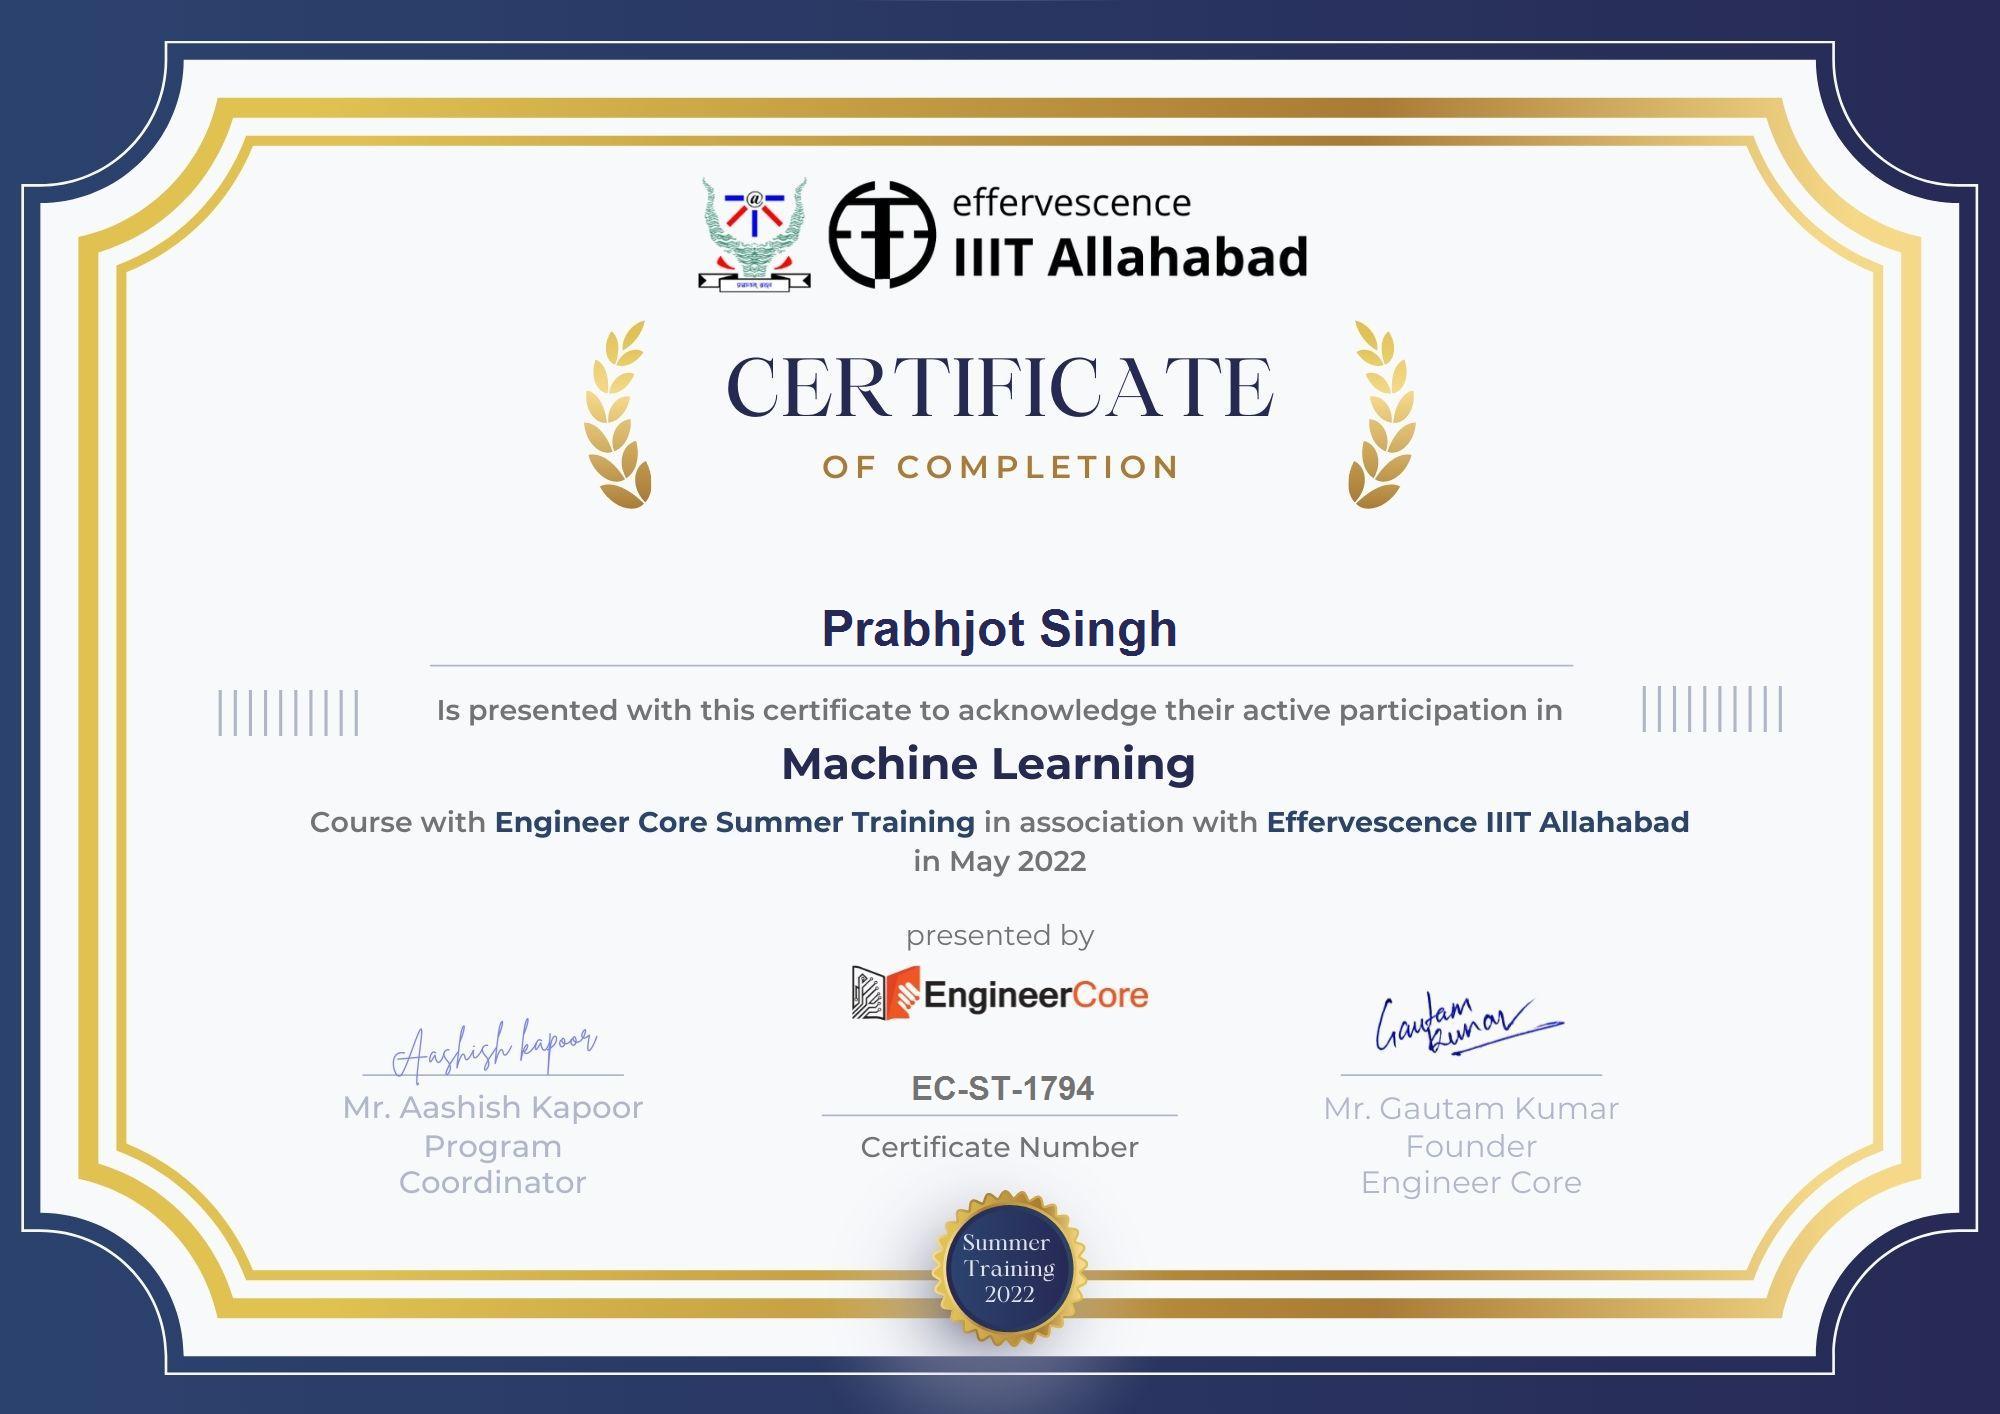 effervescence
IIIT Allahabad
CERTIFICATE
OF COMPLETION
Prabhjot Singh
Is presented with this certificate to acknowledge their active participation in
Machine Learning
Course with Engineer Core Summer Training in association with Effervescence IIIT Allahabad
in May 2022
presented by
EngineerCore
Aashish kapoor
Gautam
Kumar
EC-ST-1794
Mr. Aashish Kapoor
Program
Coordinator
Certificate Number
Mr. Gautam Kumar
Founder
Engineer Core
Summer
Training
2022